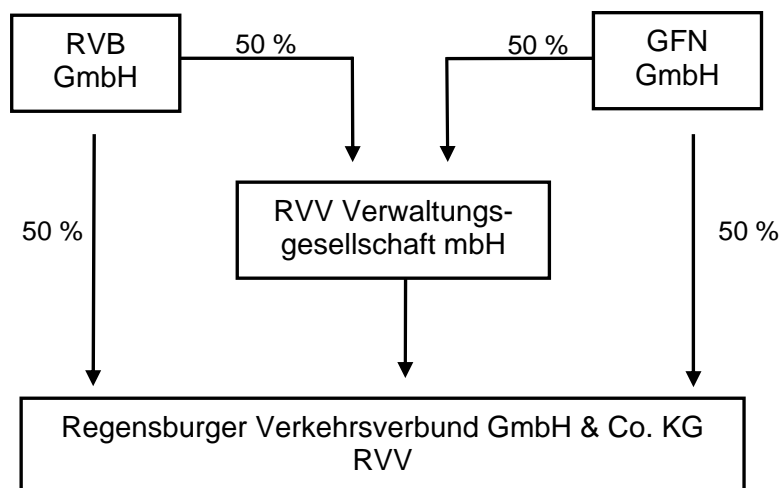 RVB
GmbH
50 %
50 %
GFN
GmbH
RVV Verwaltungs-
gesellschaft mbH
50 %
50 %
Regensburger Verkehrsverbund GmbH & Co. KG
RVV